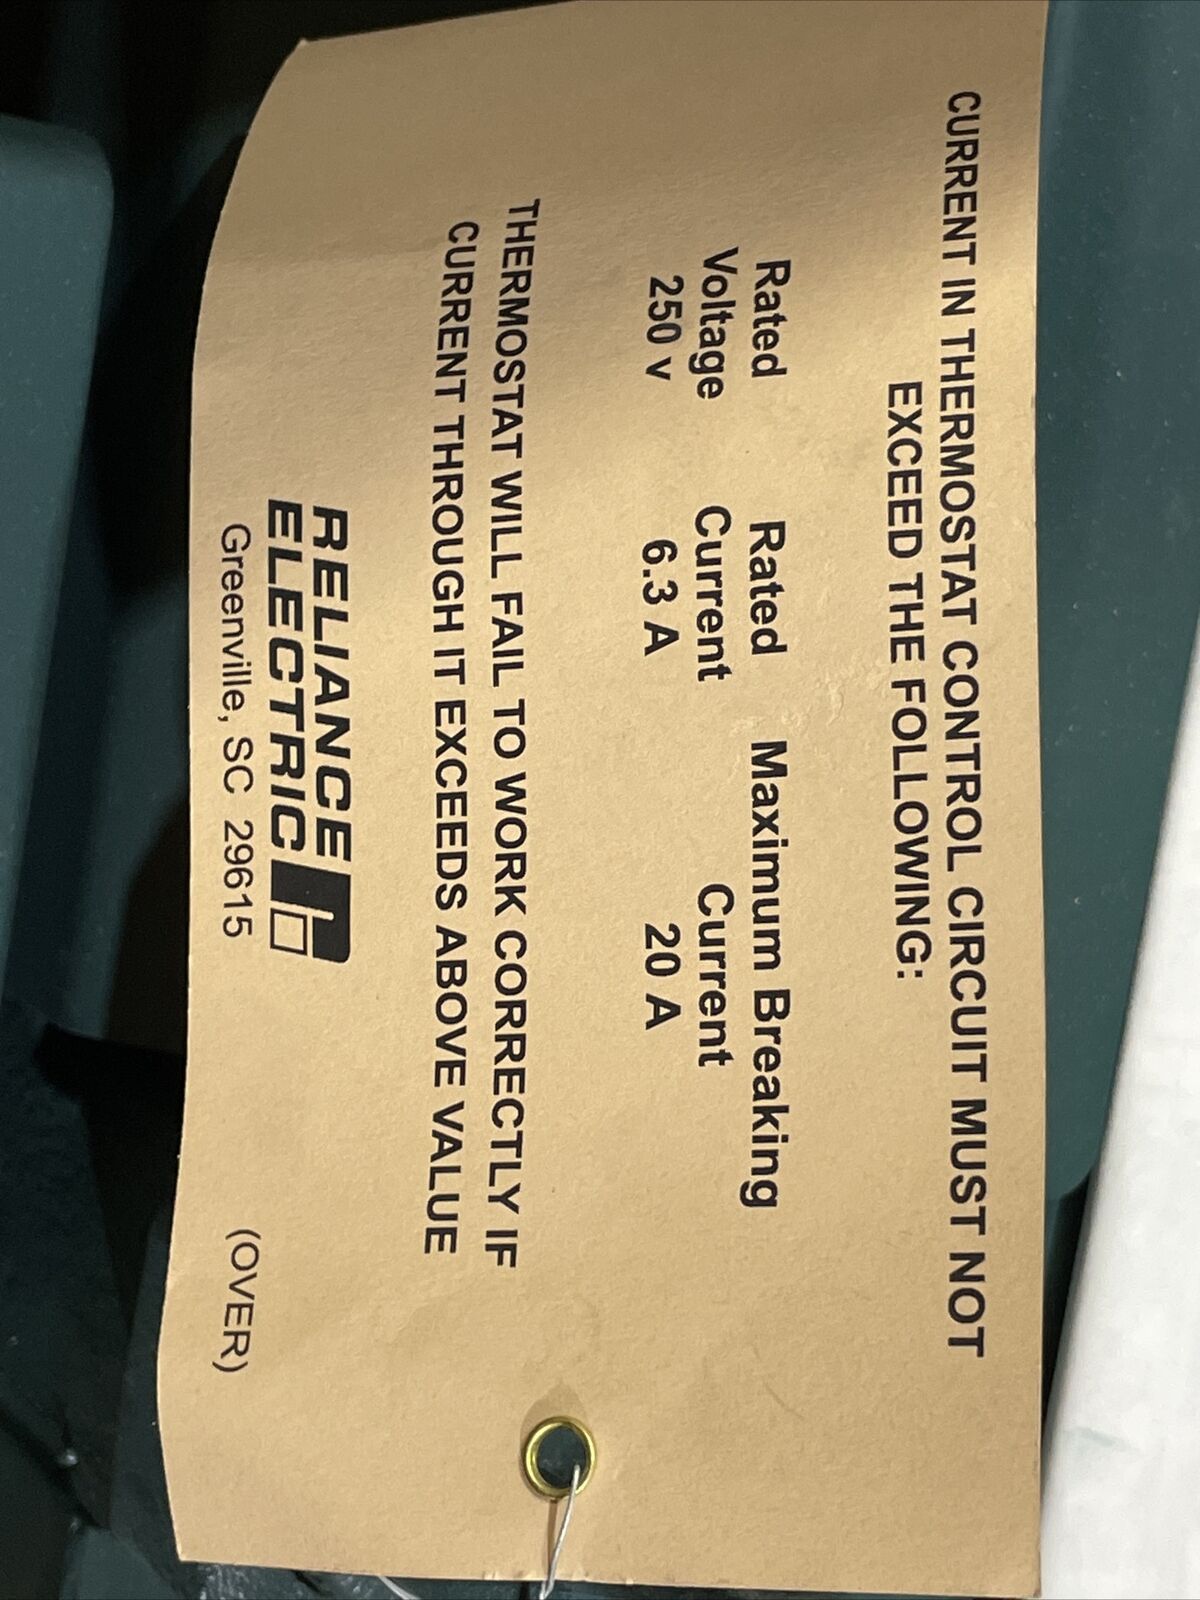 CURRENT IN THERMOSTAT CONTROL CIRCUIT MUST NOT
EXCEED THE FOLLOWING:
Rated Rated Maximum Breaking
Voltage Current Current
250 v 6.3 A 20 A
THERMOSTAT WILL FAIL TO WORK CORRECTLY IF
CURRENT THROUGH IT EXCEEDS ABOVE VALUE
RELIANCE
ELECTRIC
Greenville, SC 29615
(OVER)